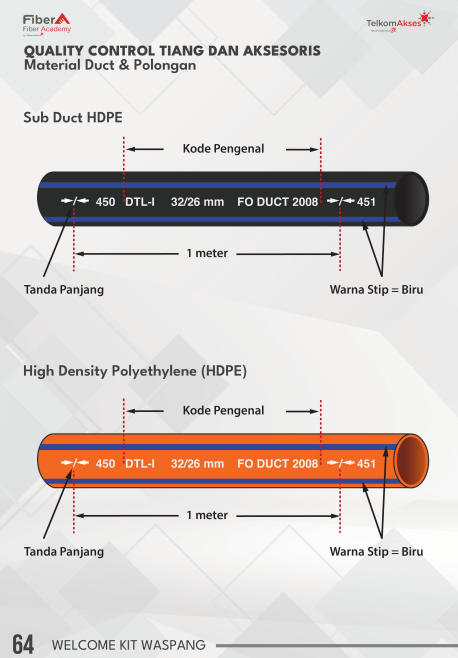 Fiber
Fiber Academy
TelkomAkses
QUALITY CONTROL TIANG DAN AKSESORIS
Material Duct & Polongan
Sub Duct HDPE
Kode Pengenal
450 DTL-I 32/26 mm FO DUCT 2008 451
1 meter
Tanda Panjang
Warna Stip = Biru
High Density Polyethylene (HDPE)
Kode Pengenal
450 DTL-I 32/26 mm FO DUCT 2008 451
1 meter
Tanda Panjang
Warna Stip = Biru
64 WELCOME KIT WASPANG